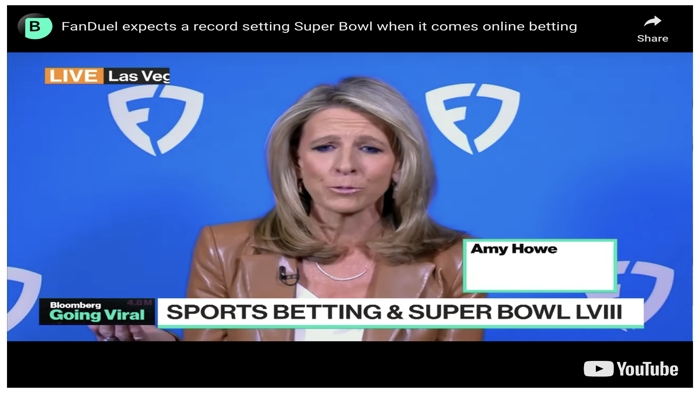 B
FanDuel expects a record setting Super Bowl when it comes online betting
Share
LIVE Las Veg
Amy Howe
Bloomberg 4.8M
Going Viral
SPORTS BETTING & SUPER BOWL LVIII
YouTube